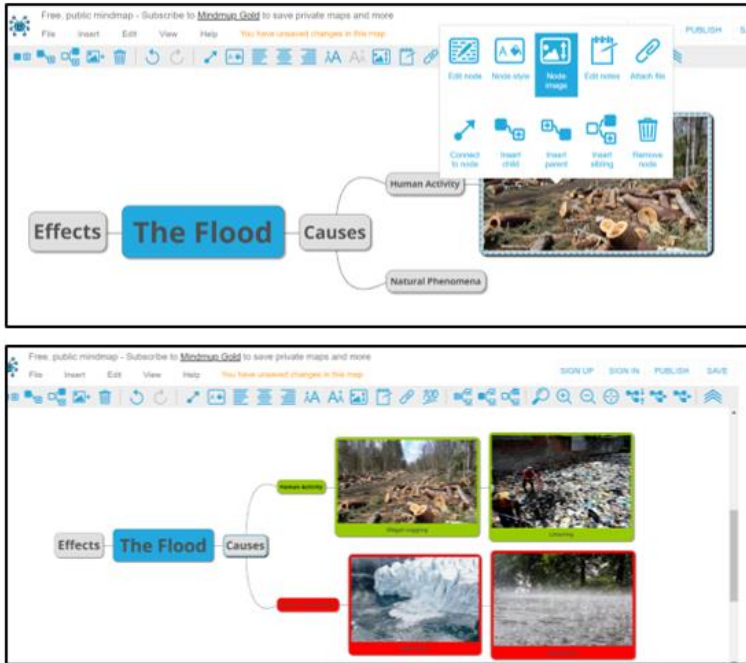 Free, public mindmap - Subscribe to Mindmup Gold to save private maps and more
File Insert Edit View Help You have unsaved changes in this map
PUBLISH
Edit node Node style Node image Edit notes Attach file
Connect to node Insert child Insert parent Insert sibling Remove node
Human Activity
Effects The Flood Causes
Natural Phenomena
Free, public mindmap - Subscribe to Mindmup Gold to save private maps and more
File Insert Edit View Help You have unsaved changes in this map
SIGN UP SIGN IN PUBLISH SAVE
Human Activity
Illegal Logging Littering
Effects The Flood Causes